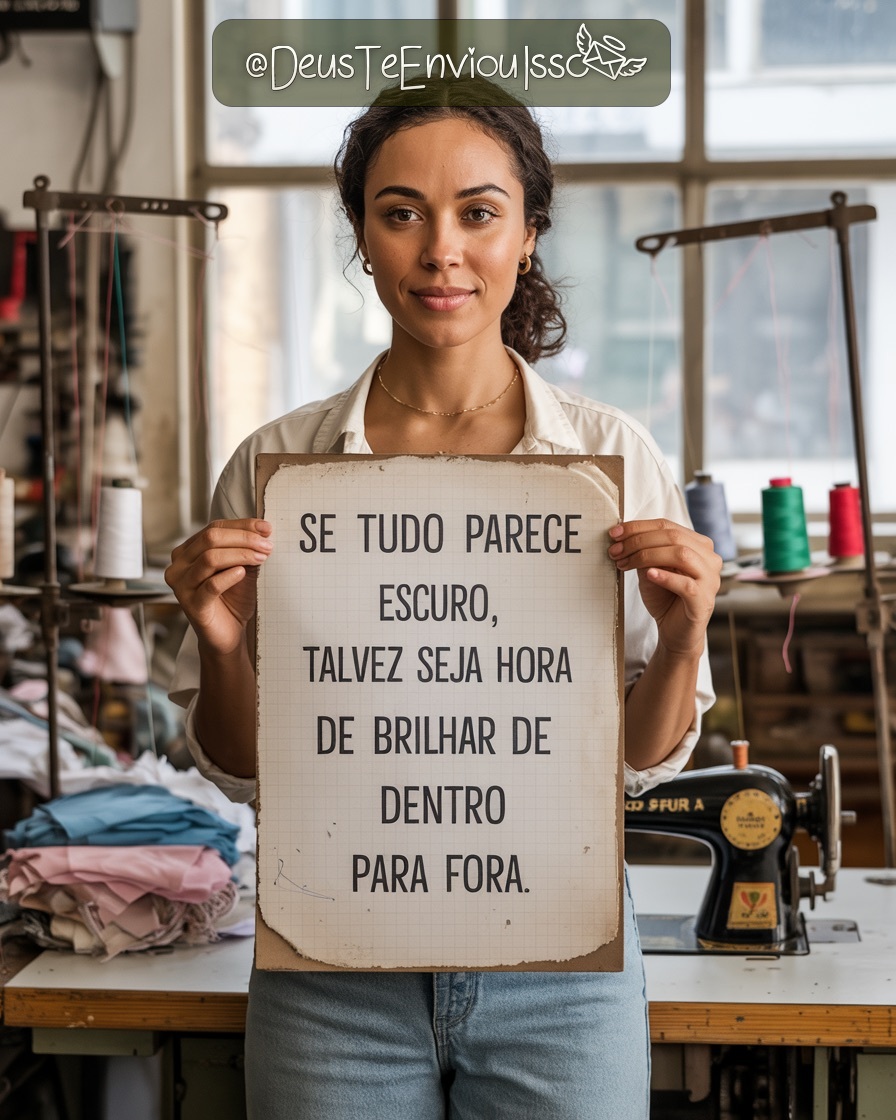 @DeusTeEnviouIsso
SE TUDO PARECE
ESCURO,
TALVEZ SEJA HORA
DE BRILHAR DE
DENTRO
PARA FORA.